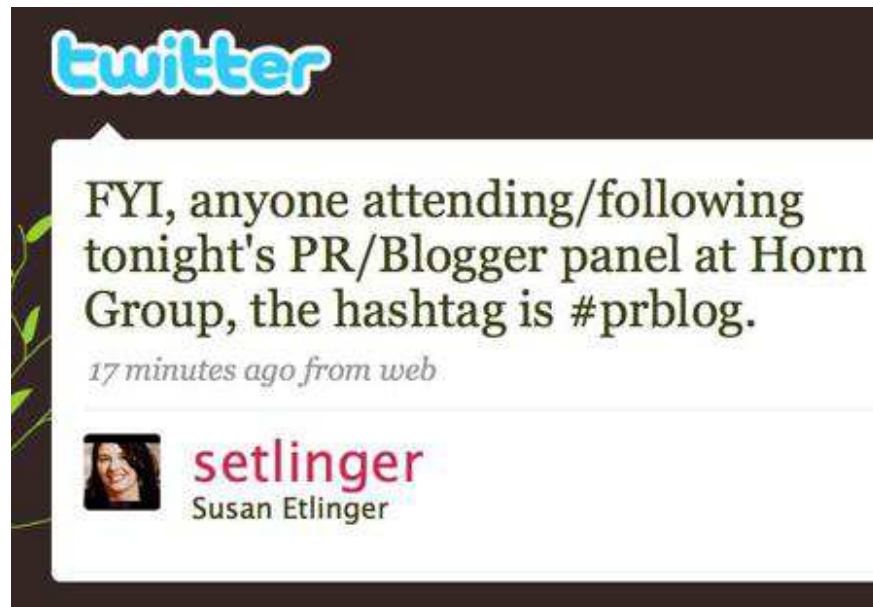 twitter
FYI, anyone attending/following
tonight's PR/Blogger panel at Horn
Group, the hashtag is #prblog.
17 minutes ago from web
setlinger
Susan Etlinger